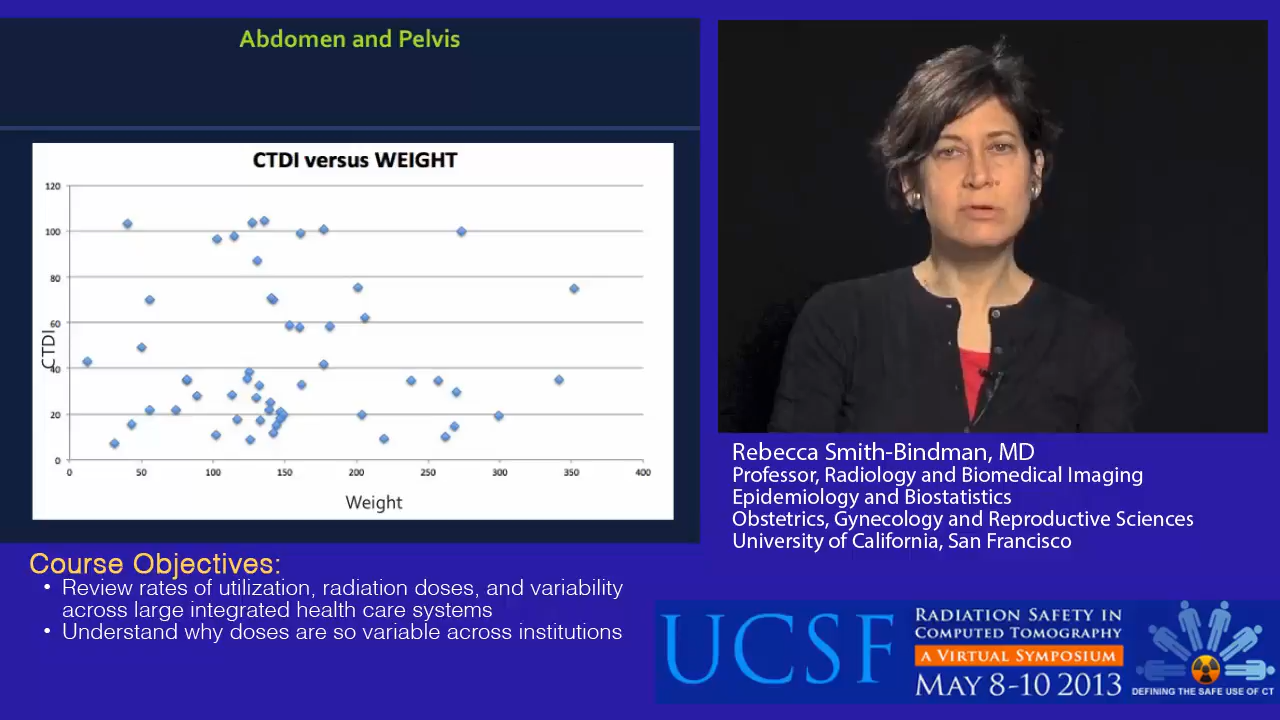 Abdomen and Pelvis
CTDI versus WEIGHT
120
100
80
60
40
20
0
CTDI
0 50 100 150 200 250 300 350 400
Weight
Rebecca Smith-Bindman, MD
Professor, Radiology and Biomedical Imaging
Epidemiology and Biostatistics
Obstetrics, Gynecology and Reproductive Sciences
University of California, San Francisco
Course Objectives:
• Review rates of utilization, radiation doses, and variability
across large integrated health care systems
• Understand why doses are so variable across institutions
UCSF
RADIATION SAFETY IN
COMPUTED TOMOGRAPHY
A VIRTUAL SYMPOSIUM
MAY 8-10 2013
DEFINING THE SAFE USE OF CT